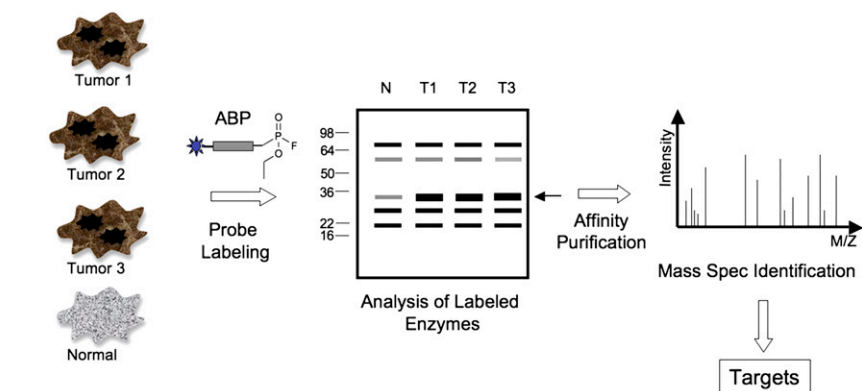 Tumor 1
Tumor 2
Tumor 3
Normal
ABP
O
P
F
O
Probe
Labeling
N T1 T2 T3
98
64
50
36
22
16
Analysis of Labeled
Enzymes
Affinity
Purification
Intensity
M/Z
Mass Spec Identification
Targets